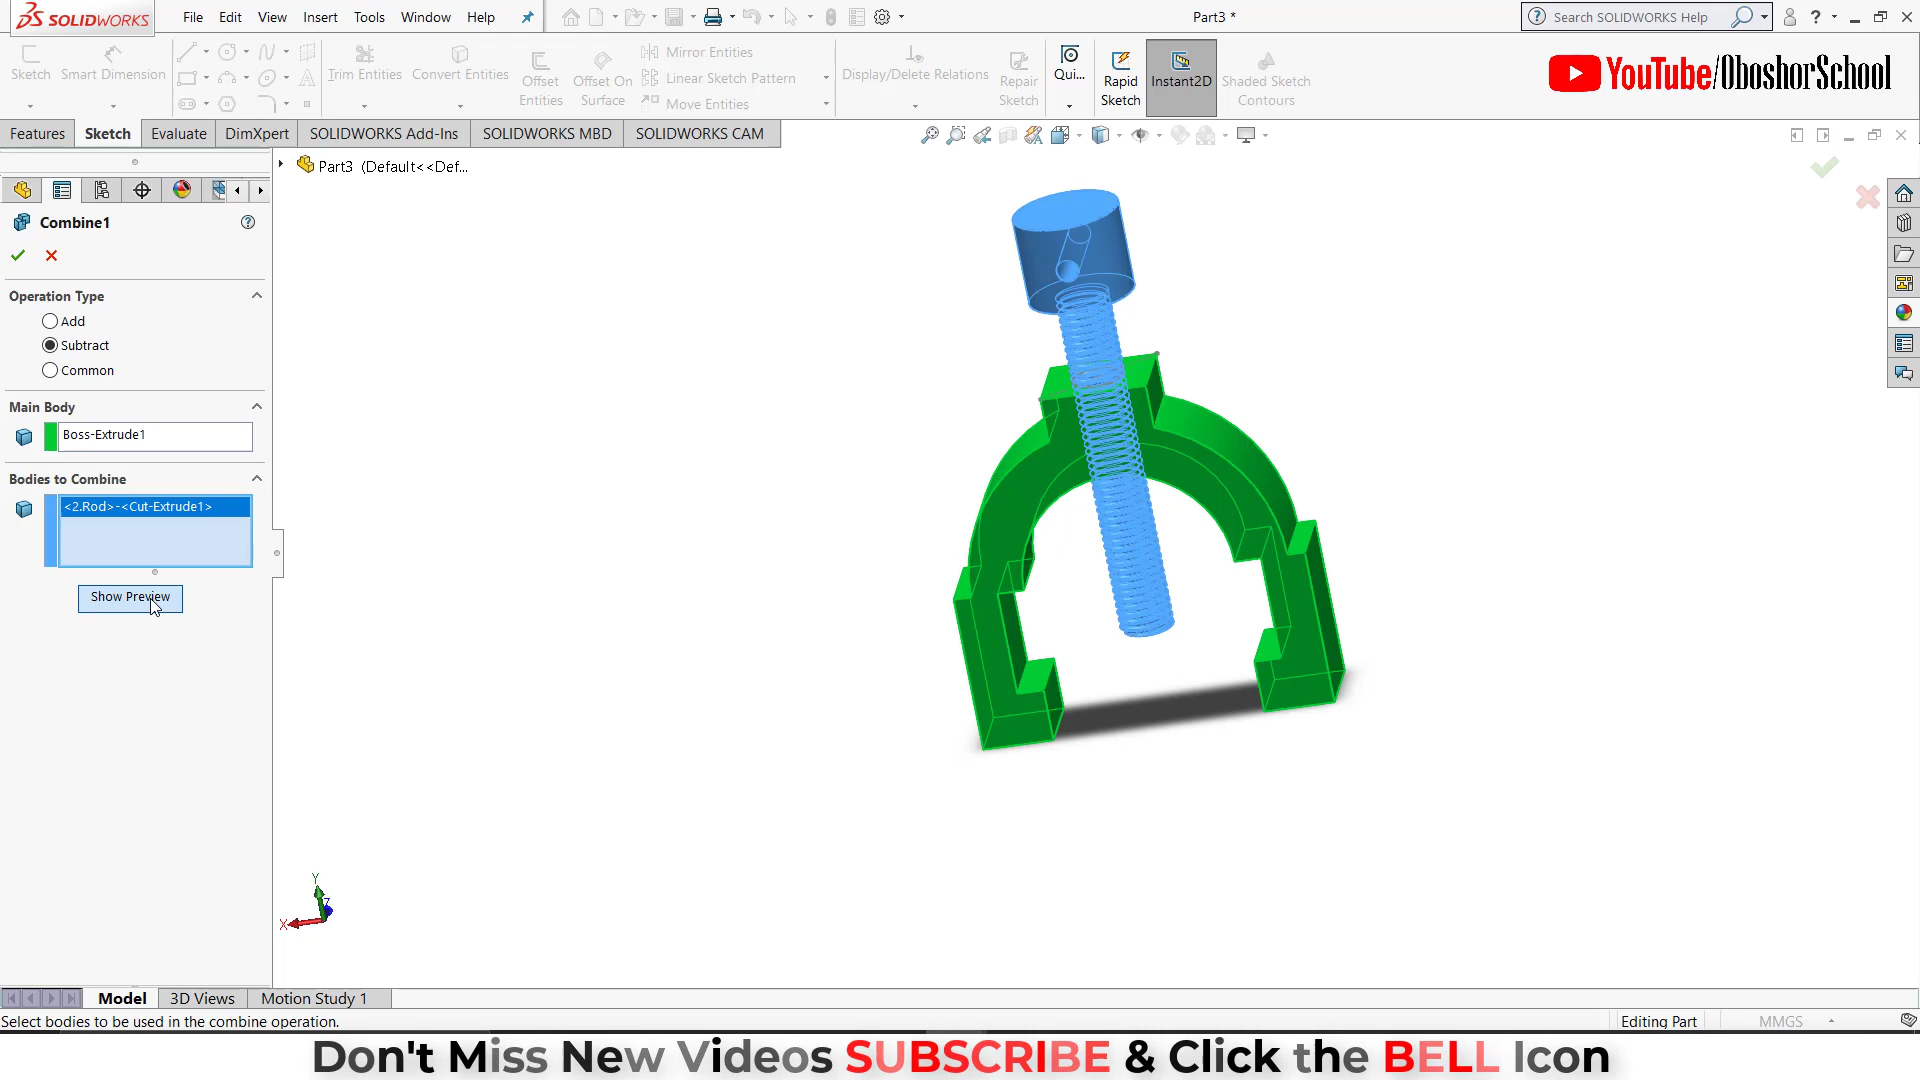 SOLIDWORKS
File Edit View Insert Tools Window Help
Part3 *
Search SOLIDWORKS Help
Sketch
Smart Dimension
Trim Entities
Convert Entities
Offset Entities
Offset On Surface
Mirror Entities
Linear Sketch Pattern
Move Entities
Display/Delete Relations
Repair Sketch
Qui...
Rapid Sketch
Instant2D
Shaded Sketch Contours
YouTube/OboshorSchool
Features Sketch Evaluate DimXpert SOLIDWORKS Add-Ins SOLIDWORKS MBD SOLIDWORKS CAM
Part3 (Default<<Def...
Combine1
Operation Type
Add
Subtract
Common
Main Body
Boss-Extrude1
Bodies to Combine
<2.Rod>-<Cut-Extrude1>
Show Preview
Y
Z
X
Model 3D Views Motion Study 1
Select bodies to be used in the combine operation.
Editing Part
MMGS
Don't Miss New Videos SUBSCRIBE & Click the BELL Icon